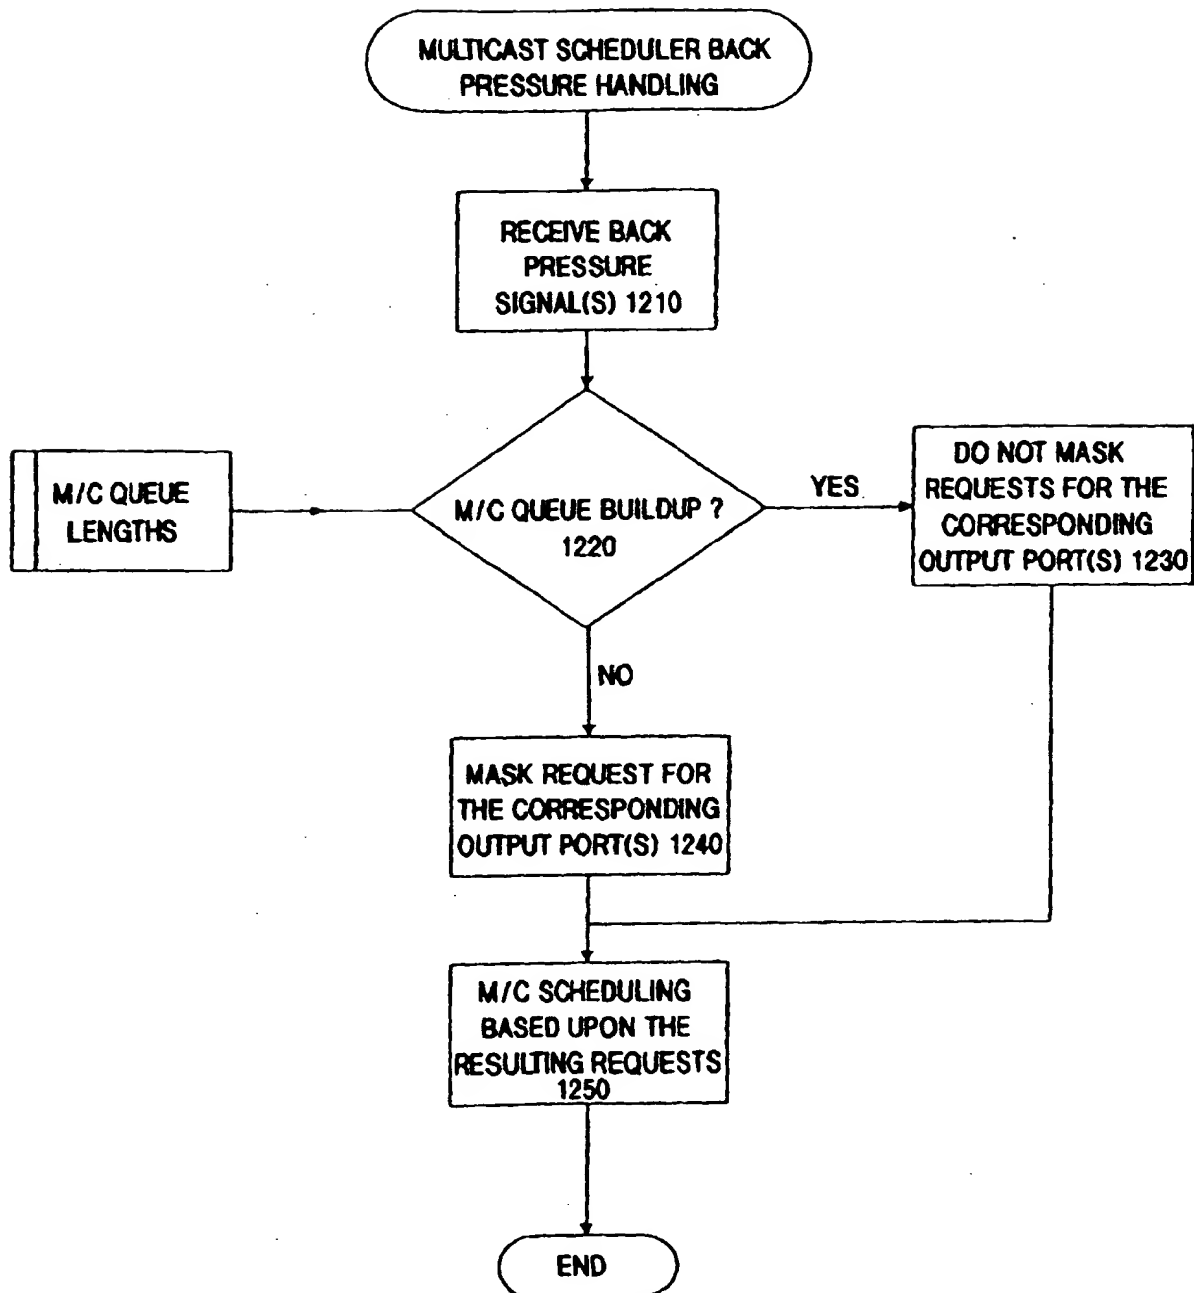 MULTICAST SCHEDULER BACK
PRESSURE HANDLING
RECEIVE BACK
PRESSURE
SIGNAL(S) 1210
M/C QUEUE
LENGTHS
M/C QUEUE BUILDUP ?
1220
YES
DO NOT MASK
REQUESTS FOR THE
CORRESPONDING
OUTPUT PORT(S) 1230
NO
MASK REQUEST FOR
THE CORRESPONDING
OUTPUT PORT(S) 1240
M/C SCHEDULING
BASED UPON THE
RESULTING REQUESTS
1250
END